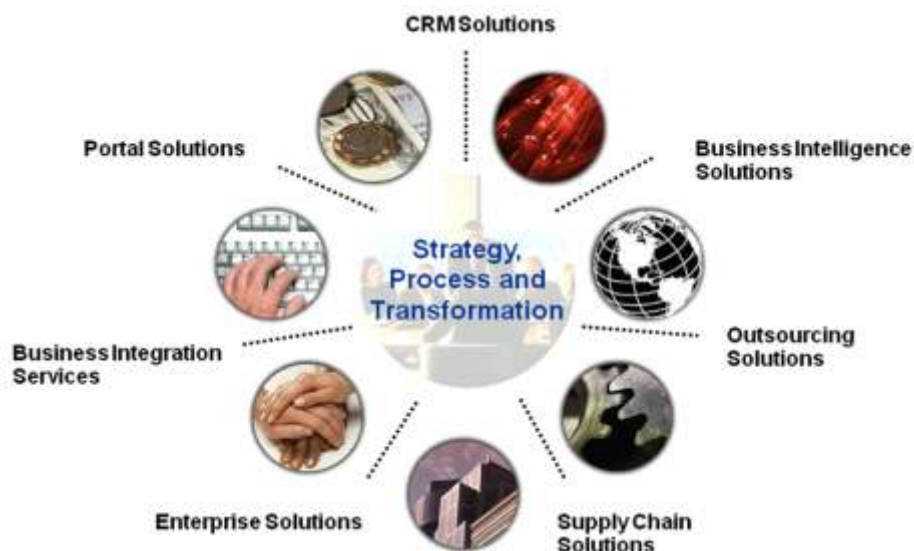 CRM Solutions
Portal Solutions
Business Intelligence
Solutions
Strategy,
Process and
Transformation
Business Integration
Services
Outsourcing
Solutions
Enterprise Solutions
Supply Chain
Solutions